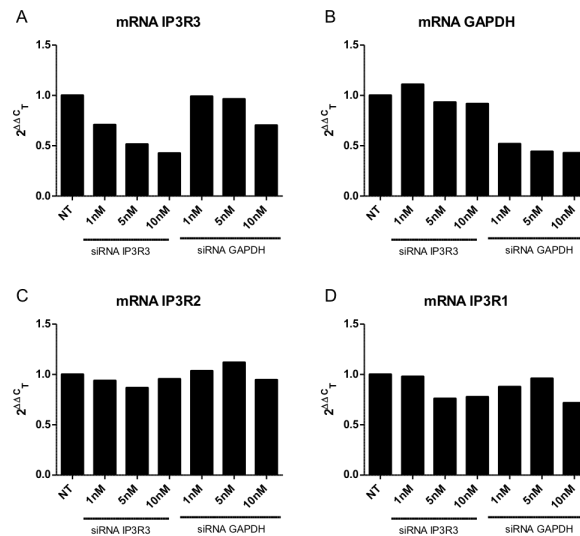 A
mRNA IP3R3
1.5
1.0
0.5
0.0
2^ΔΔC_T
NT
1nM
5nM
10nM
1nM
5nM
10nM
siRNA IP3R3
siRNA GAPDH
B
mRNA GAPDH
1.5
1.0
0.5
0.0
2^ΔΔC_T
NT
1nM
5nM
10nM
1nM
5nM
10nM
siRNA IP3R3
siRNA GAPDH
C
mRNA IP3R2
1.5
1.0
0.5
0.0
2^ΔΔC_T
NT
1nM
5nM
10nM
1nM
5nM
10nM
siRNA IP3R3
siRNA GAPDH
D
mRNA IP3R1
1.5
1.0
0.5
0.0
2^ΔΔC_T
NT
1nM
5nM
10nM
1nM
5nM
10nM
siRNA IP3R3
siRNA GAPDH